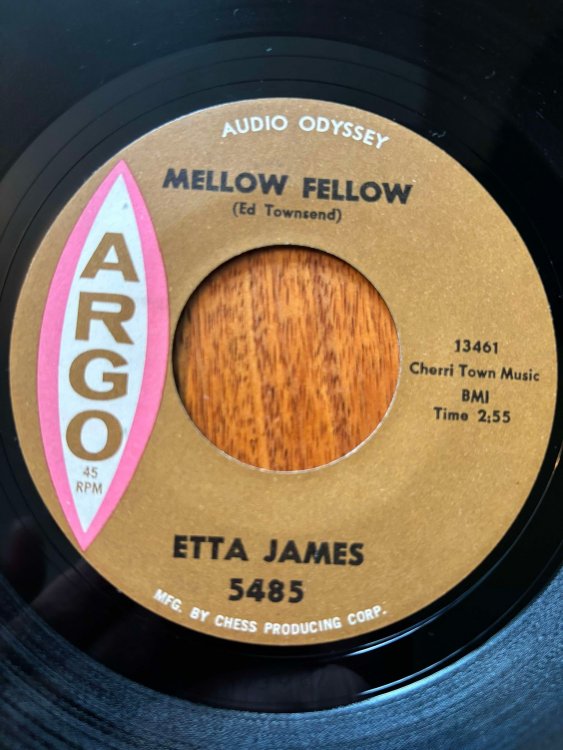 AUDIO ODYSSEY
MELLOW FELLOW
(Ed Townsend)
ARGO
45
RPM
13461
Cherri Town Music
BMI
Time 2:55
ETTA JAMES
5485
MFG. BY CHESS PRODUCING CORP.